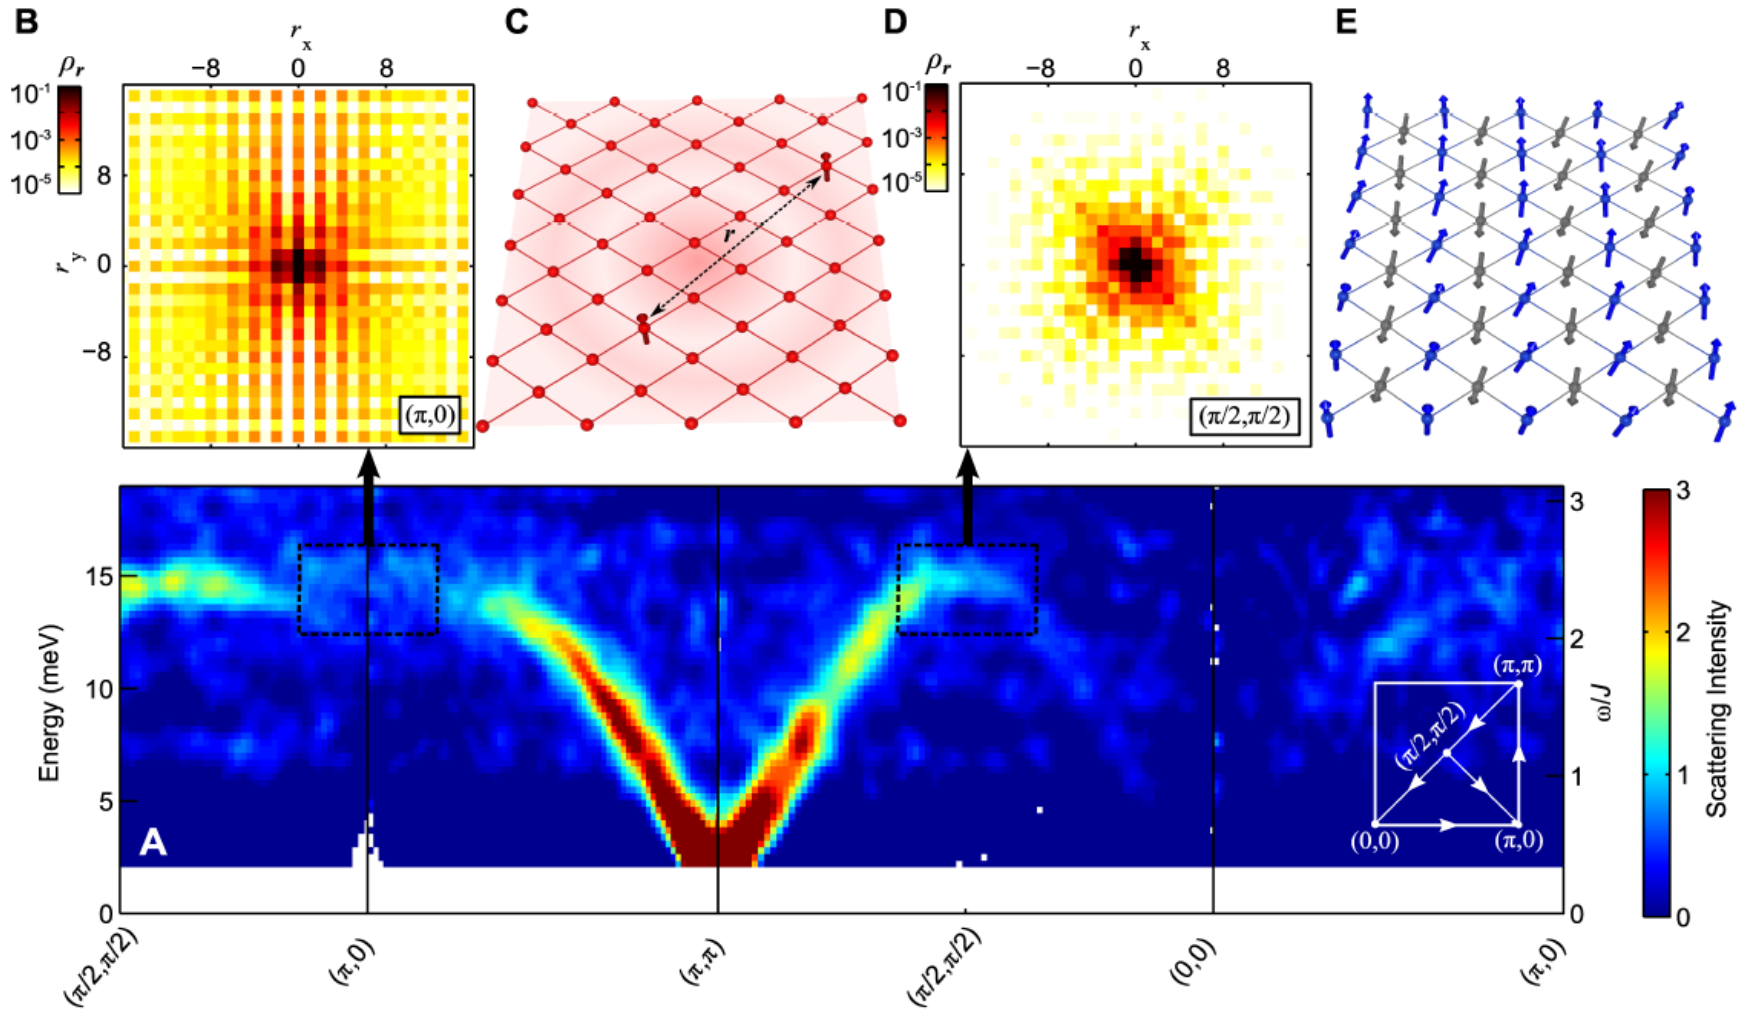 B
r_x
−8 0 8
ρ_r
10^-1
10^-3
10^-5
8
r_y
0
−8
(π,0)
C
r
D
r_x
−8 0 8
ρ_r
10^-1
10^-3
10^-5
(π/2,π/2)
E
A
Energy (meV)
15
10
5
0
3
2
1
0
ω/J
(π/2,π/2)
(π,0)
(π,π)
(π/2,π/2)
(0,0)
(π,0)
(π,π)
(π/2,π/2)
(0,0)
(π,0)
3
2
1
0
Scattering Intensity